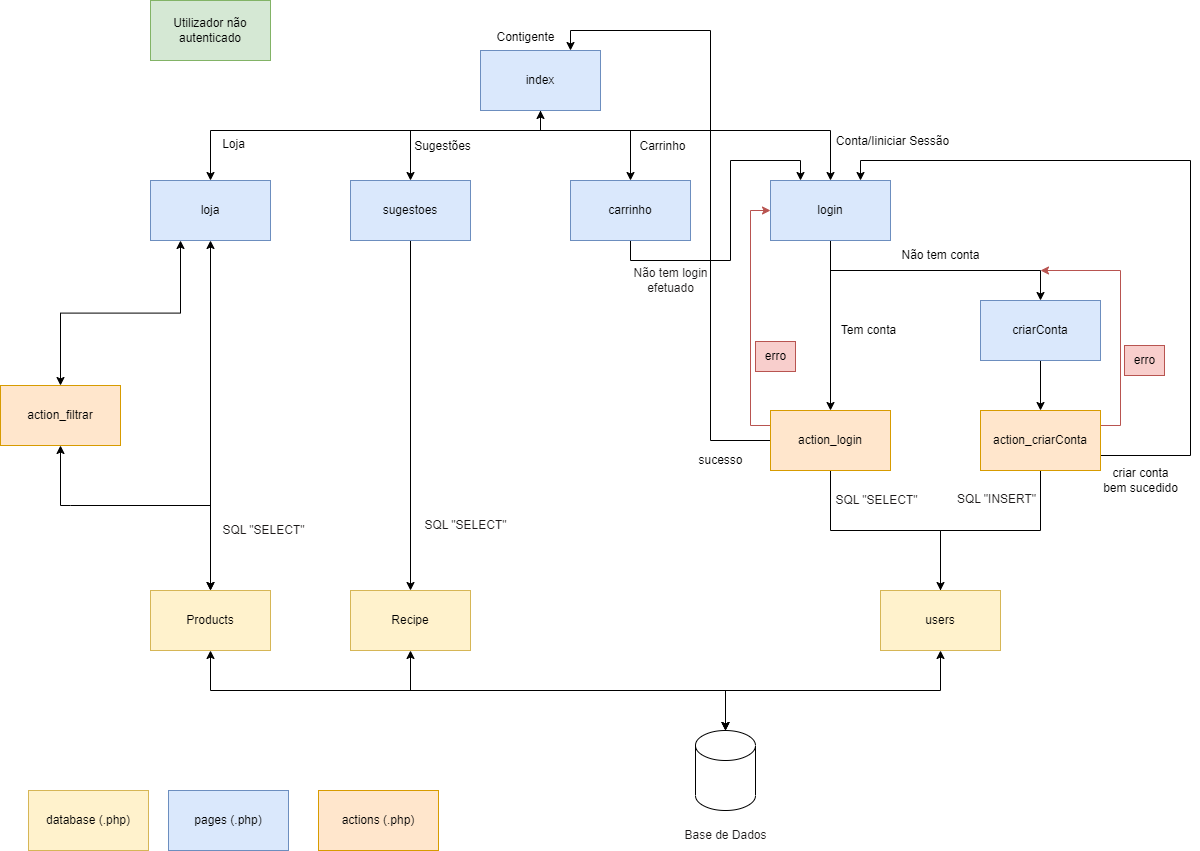 Utilizador não
autenticado
Contigente
index
Loja
Sugestões
Carrinho
Conta/Iiniciar Sessão
loja
sugestoes
carrinho
login
Não tem conta
Não tem login
efetuado
Tem conta
criarConta
erro
erro
action_filtrar
action_login
action_criarConta
sucesso
criar conta
bem sucedido
SQL "SELECT"
SQL "INSERT"
SQL "SELECT"
SQL "SELECT"
Products
Recipe
users
database (.php)
pages (.php)
actions (.php)
Base de Dados